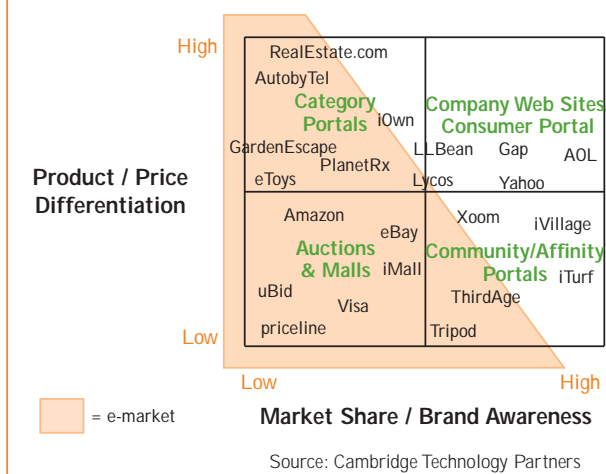 High
RealEstate.com
AutobyTel
Category
Portals
iOwn
Company Web Sites
Consumer Portal
GardenEscape
PlanetRx
eToys
LLBean
Gap
AOL
Lycos
Yahoo
Product / Price
Differentiation
Amazon
eBay
Auctions
& Malls
iMall
uBid
Visa
priceline
Xoom
iVillage
Community/Affinity
Portals
iTurf
ThirdAge
Tripod
Low
Low
High
= e-market
Market Share / Brand Awareness
Source: Cambridge Technology Partners